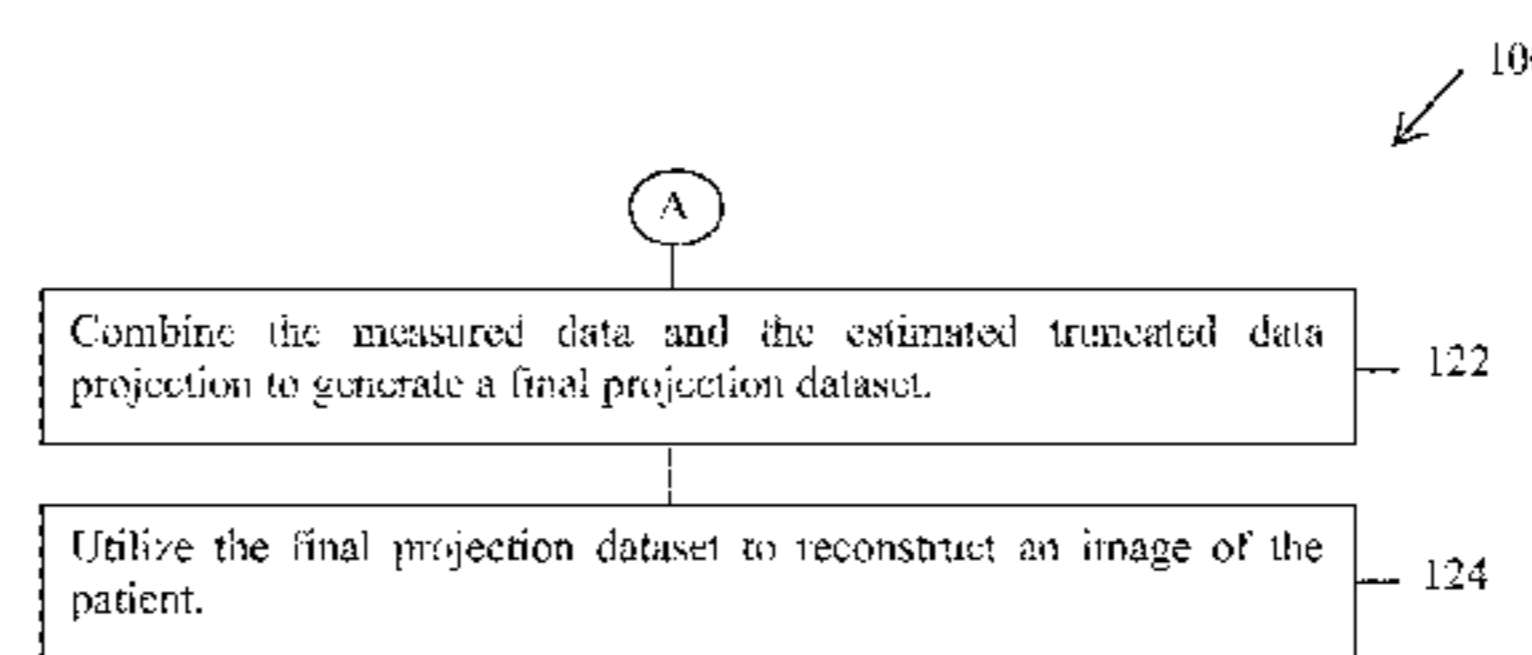 A
Combine the measured data and the estimated truncated data
projection to generate a final projection dataset.
122
Utilize the final projection dataset to reconstruct an image of the
patient.
124